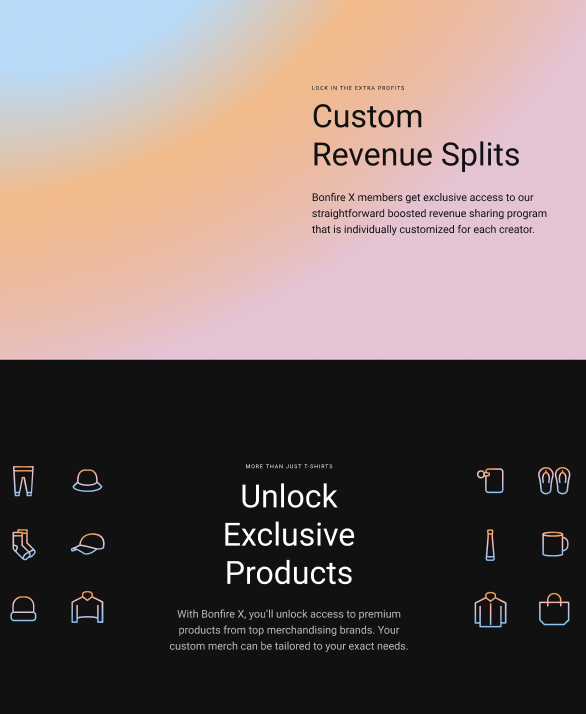 LOCK IN THE EXTRA PROFITS
Custom
Revenue Splits
Bonfire X members get exclusive access to our
straightforward boosted revenue sharing program
that is individually customized for each creator.
MORE THAN JUST T-SHIRTS
Unlock
Exclusive
Products
With Bonfire X, you’ll unlock access to premium
products from top merchandising brands. Your
custom merch can be tailored to your exact needs.